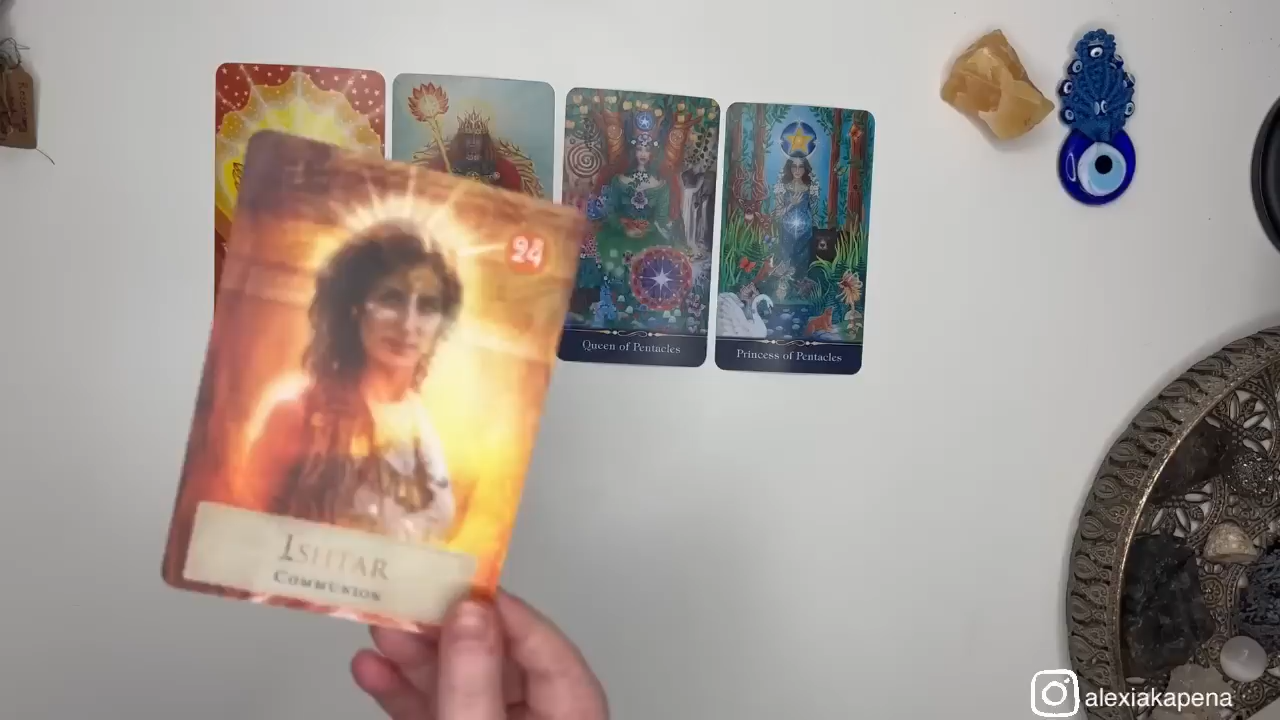 24
Queen of Pentacles
Princess of Pentacles
ISHTAR
COMMUNION
alexiakapena